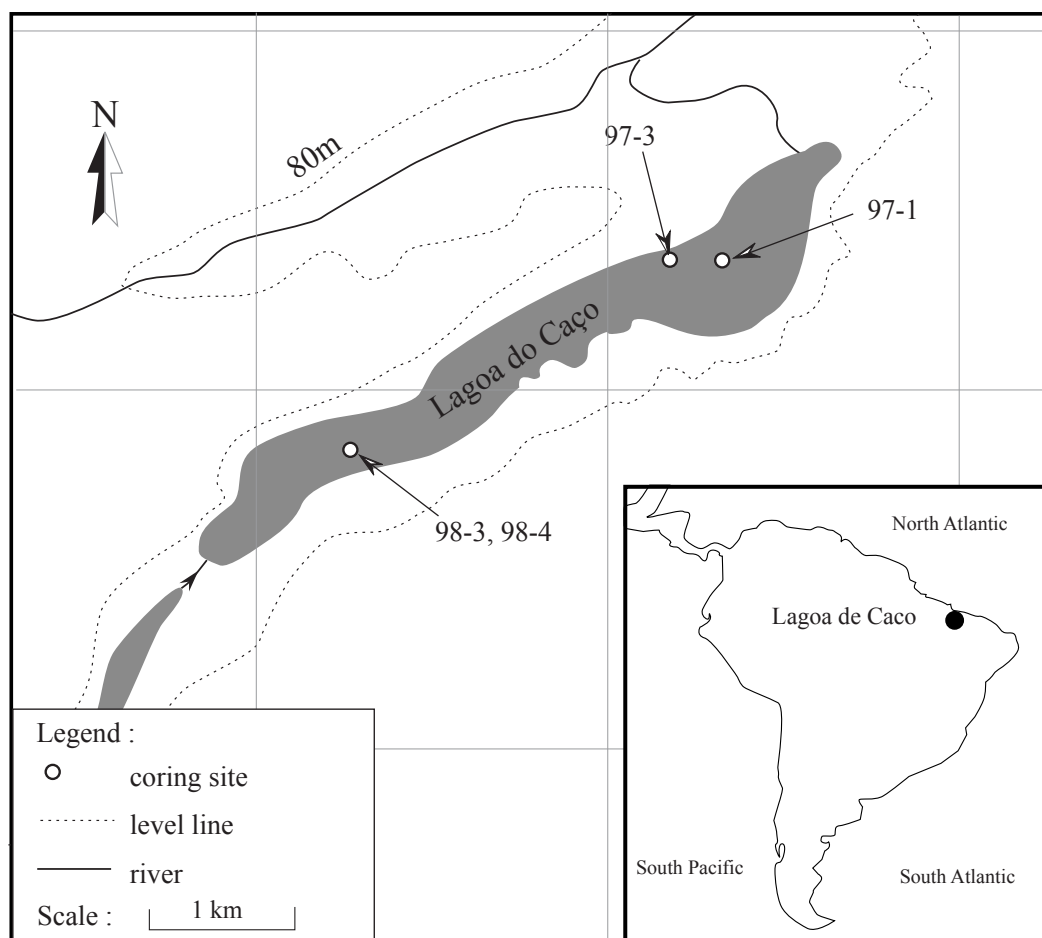 N
80m
97-3
97-1
Lagoa do Caço
98-3, 98-4
North Atlantic
Lagoa de Caco
South Pacific
South Atlantic
Legend :
coring site
level line
river
Scale :
1 km